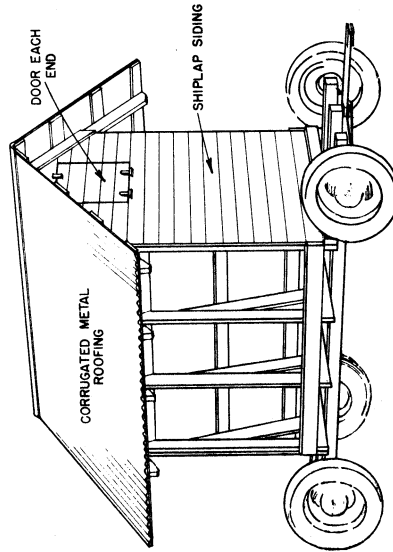 DOOR EACH
END
SHIPLAP SIDING
CORRUGATED METAL
ROOFING